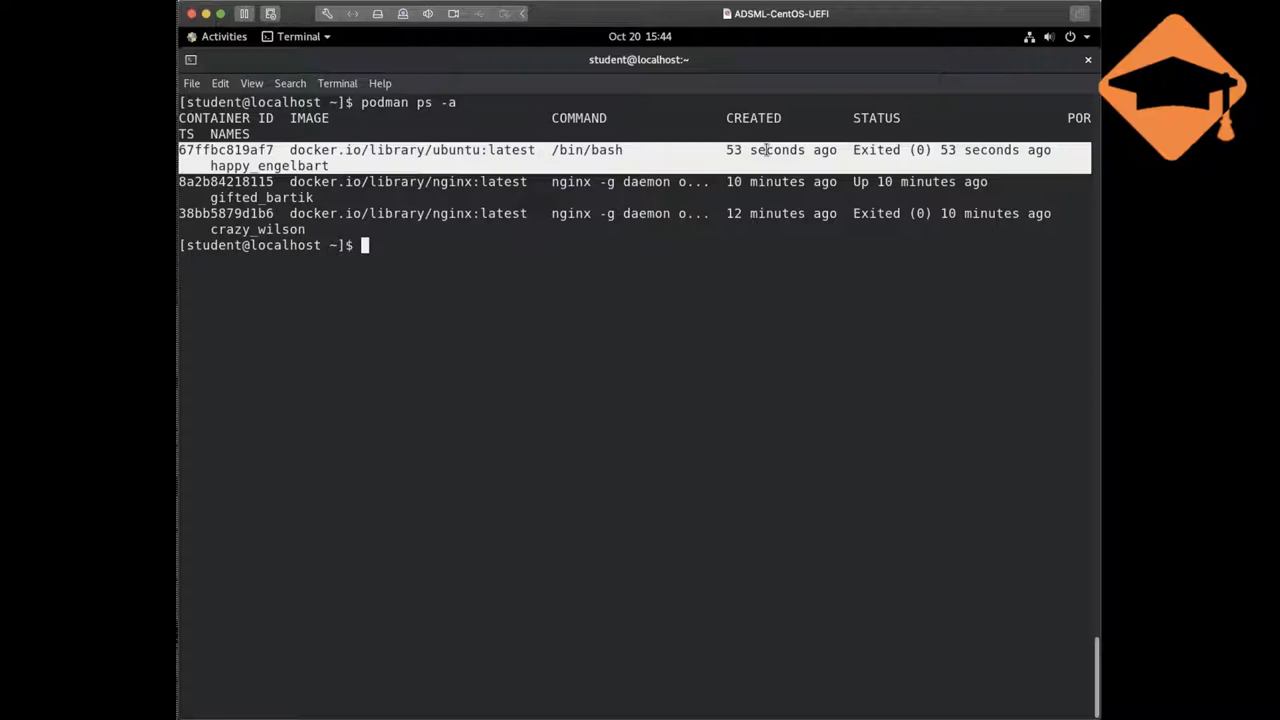 ADSML-CentOS-UEFI
Activities Terminal Oct 20 15:44
student@localhost:~
File Edit View Search Terminal Help
[student@localhost ~]$ podman ps -a
CONTAINER ID IMAGE COMMAND CREATED STATUS POR
TS NAMES
67ffbc819af7 docker.io/library/ubuntu:latest /bin/bash 53 seconds ago Exited (0) 53 seconds ago
happy_engelbart
8a2b84218115 docker.io/library/nginx:latest nginx -g daemon o... 10 minutes ago Up 10 minutes ago
gifted_bartik
38bb5879d1b6 docker.io/library/nginx:latest nginx -g daemon o... 12 minutes ago Exited (0) 10 minutes ago
crazy_wilson
[student@localhost ~]$